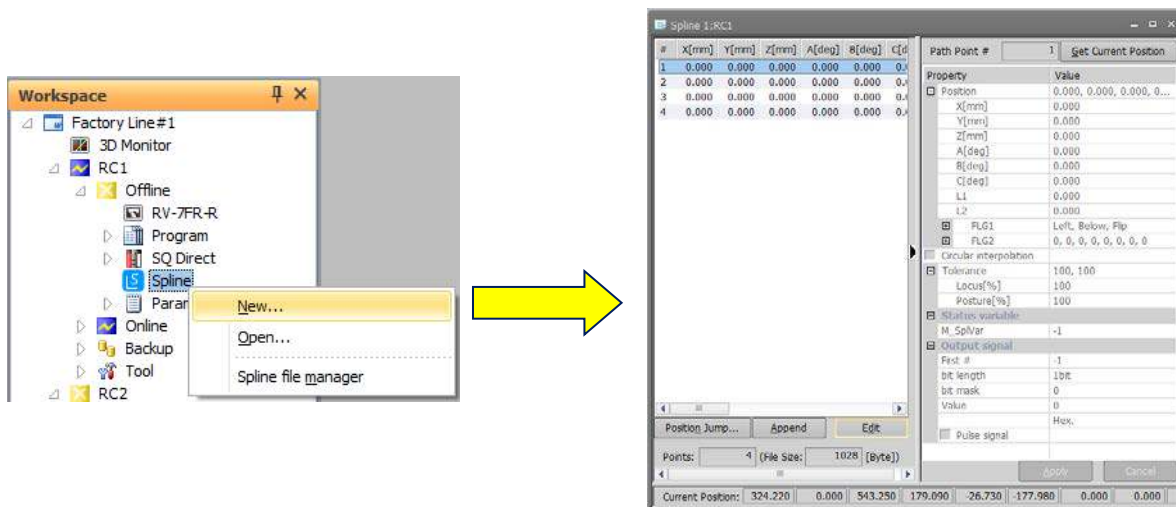 Workspace
Factory Line#1
3D Monitor
RC1
Offline
RV-7FR-R
Program
SQ Direct
Spline
Param
Online
Backup
Tool
RC2
New...
Open...
Spline file manager
Spline 1:RC1
# X[mm] Y[mm] Z[mm] A[deg] B[deg] C[d
1 0.000 0.000 0.000 0.000 0.000 0.
2 0.000 0.000 0.000 0.000 0.000 0.
3 0.000 0.000 0.000 0.000 0.000 0.
4 0.000 0.000 0.000 0.000 0.000 0.
Position Jump... Append Edit
Points: 4 (File Size: 1028 [Byte])
Path Point # 1 Get Current Position
Property Value
Position 0.000, 0.000, 0.000, 0...
X[mm] 0.000
Y[mm] 0.000
Z[mm] 0.000
A[deg] 0.000
B[deg] 0.000
C[deg] 0.000
L1 0.000
L2 0.000
FLG1 Left, Below, Flip
FLG2 0, 0, 0, 0, 0, 0, 0, 0
Circular interpolation
Tolerance 100, 100
Locus[%] 100
Posture[%] 100
Status variable
M_SplVar -1
Output signal
First # -1
bit length 1bit
bit mask 0
Value 0
Hex.
Pulse signal
Apply Cancel
Current Position: 324.220 0.000 543.250 179.090 -26.730 -177.980 0.000 0.000